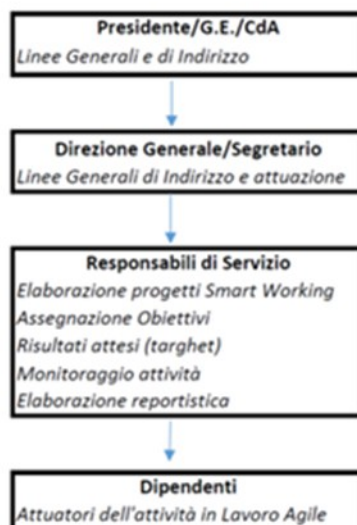 Presidente/G.E./CdA
Linee Generali e di Indirizzo
Direzione Generale/Segretario
Linee Generali di Indirizzo e attuazione
Responsabili di Servizio
Elaborazione progetti Smart Working
Assegnazione Obiettivi
Risultati attesi (targhet)
Monitoraggio attività
Elaborazione reportistica
Dipendenti
Attuatori dell'attività in Lavoro Agile